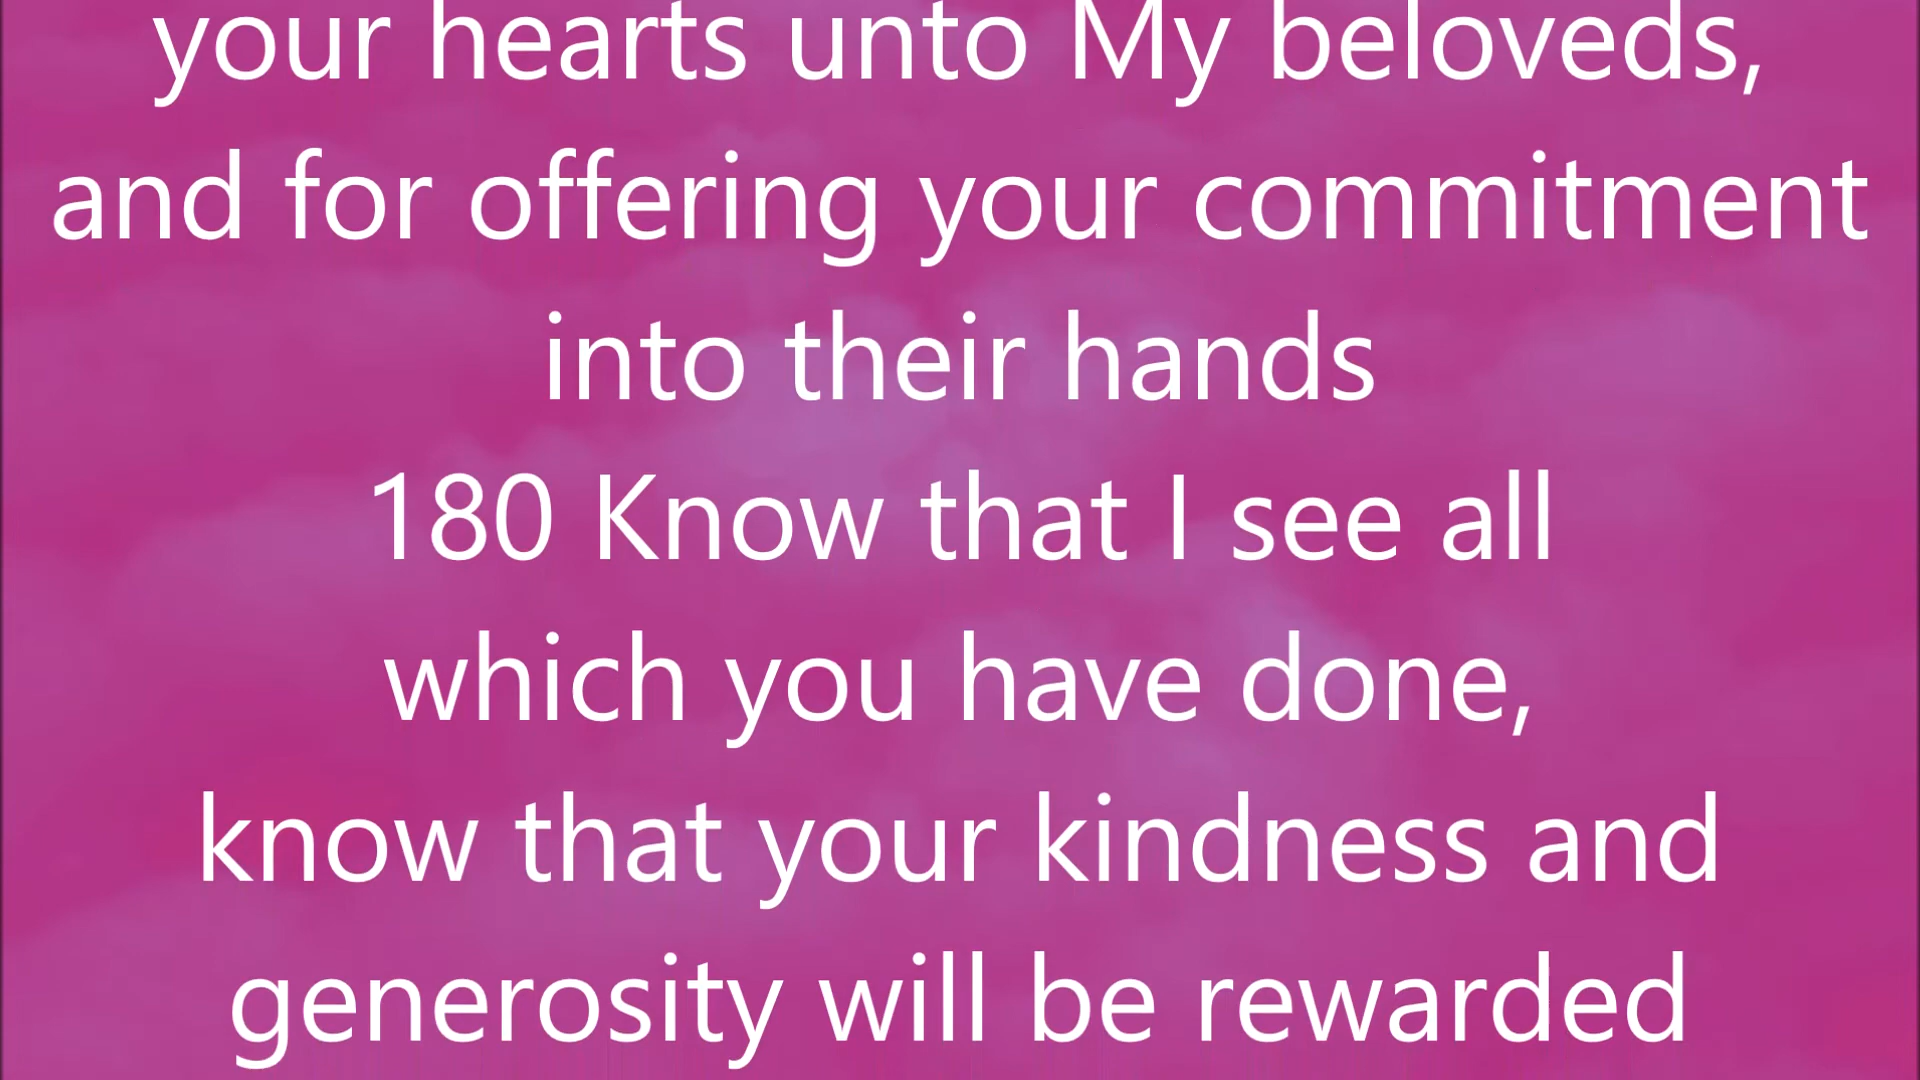 your hearts unto My beloveds,
and for offering your commitment
into their hands
180 Know that I see all
which you have done,
know that your kindness and
generosity will be rewarded